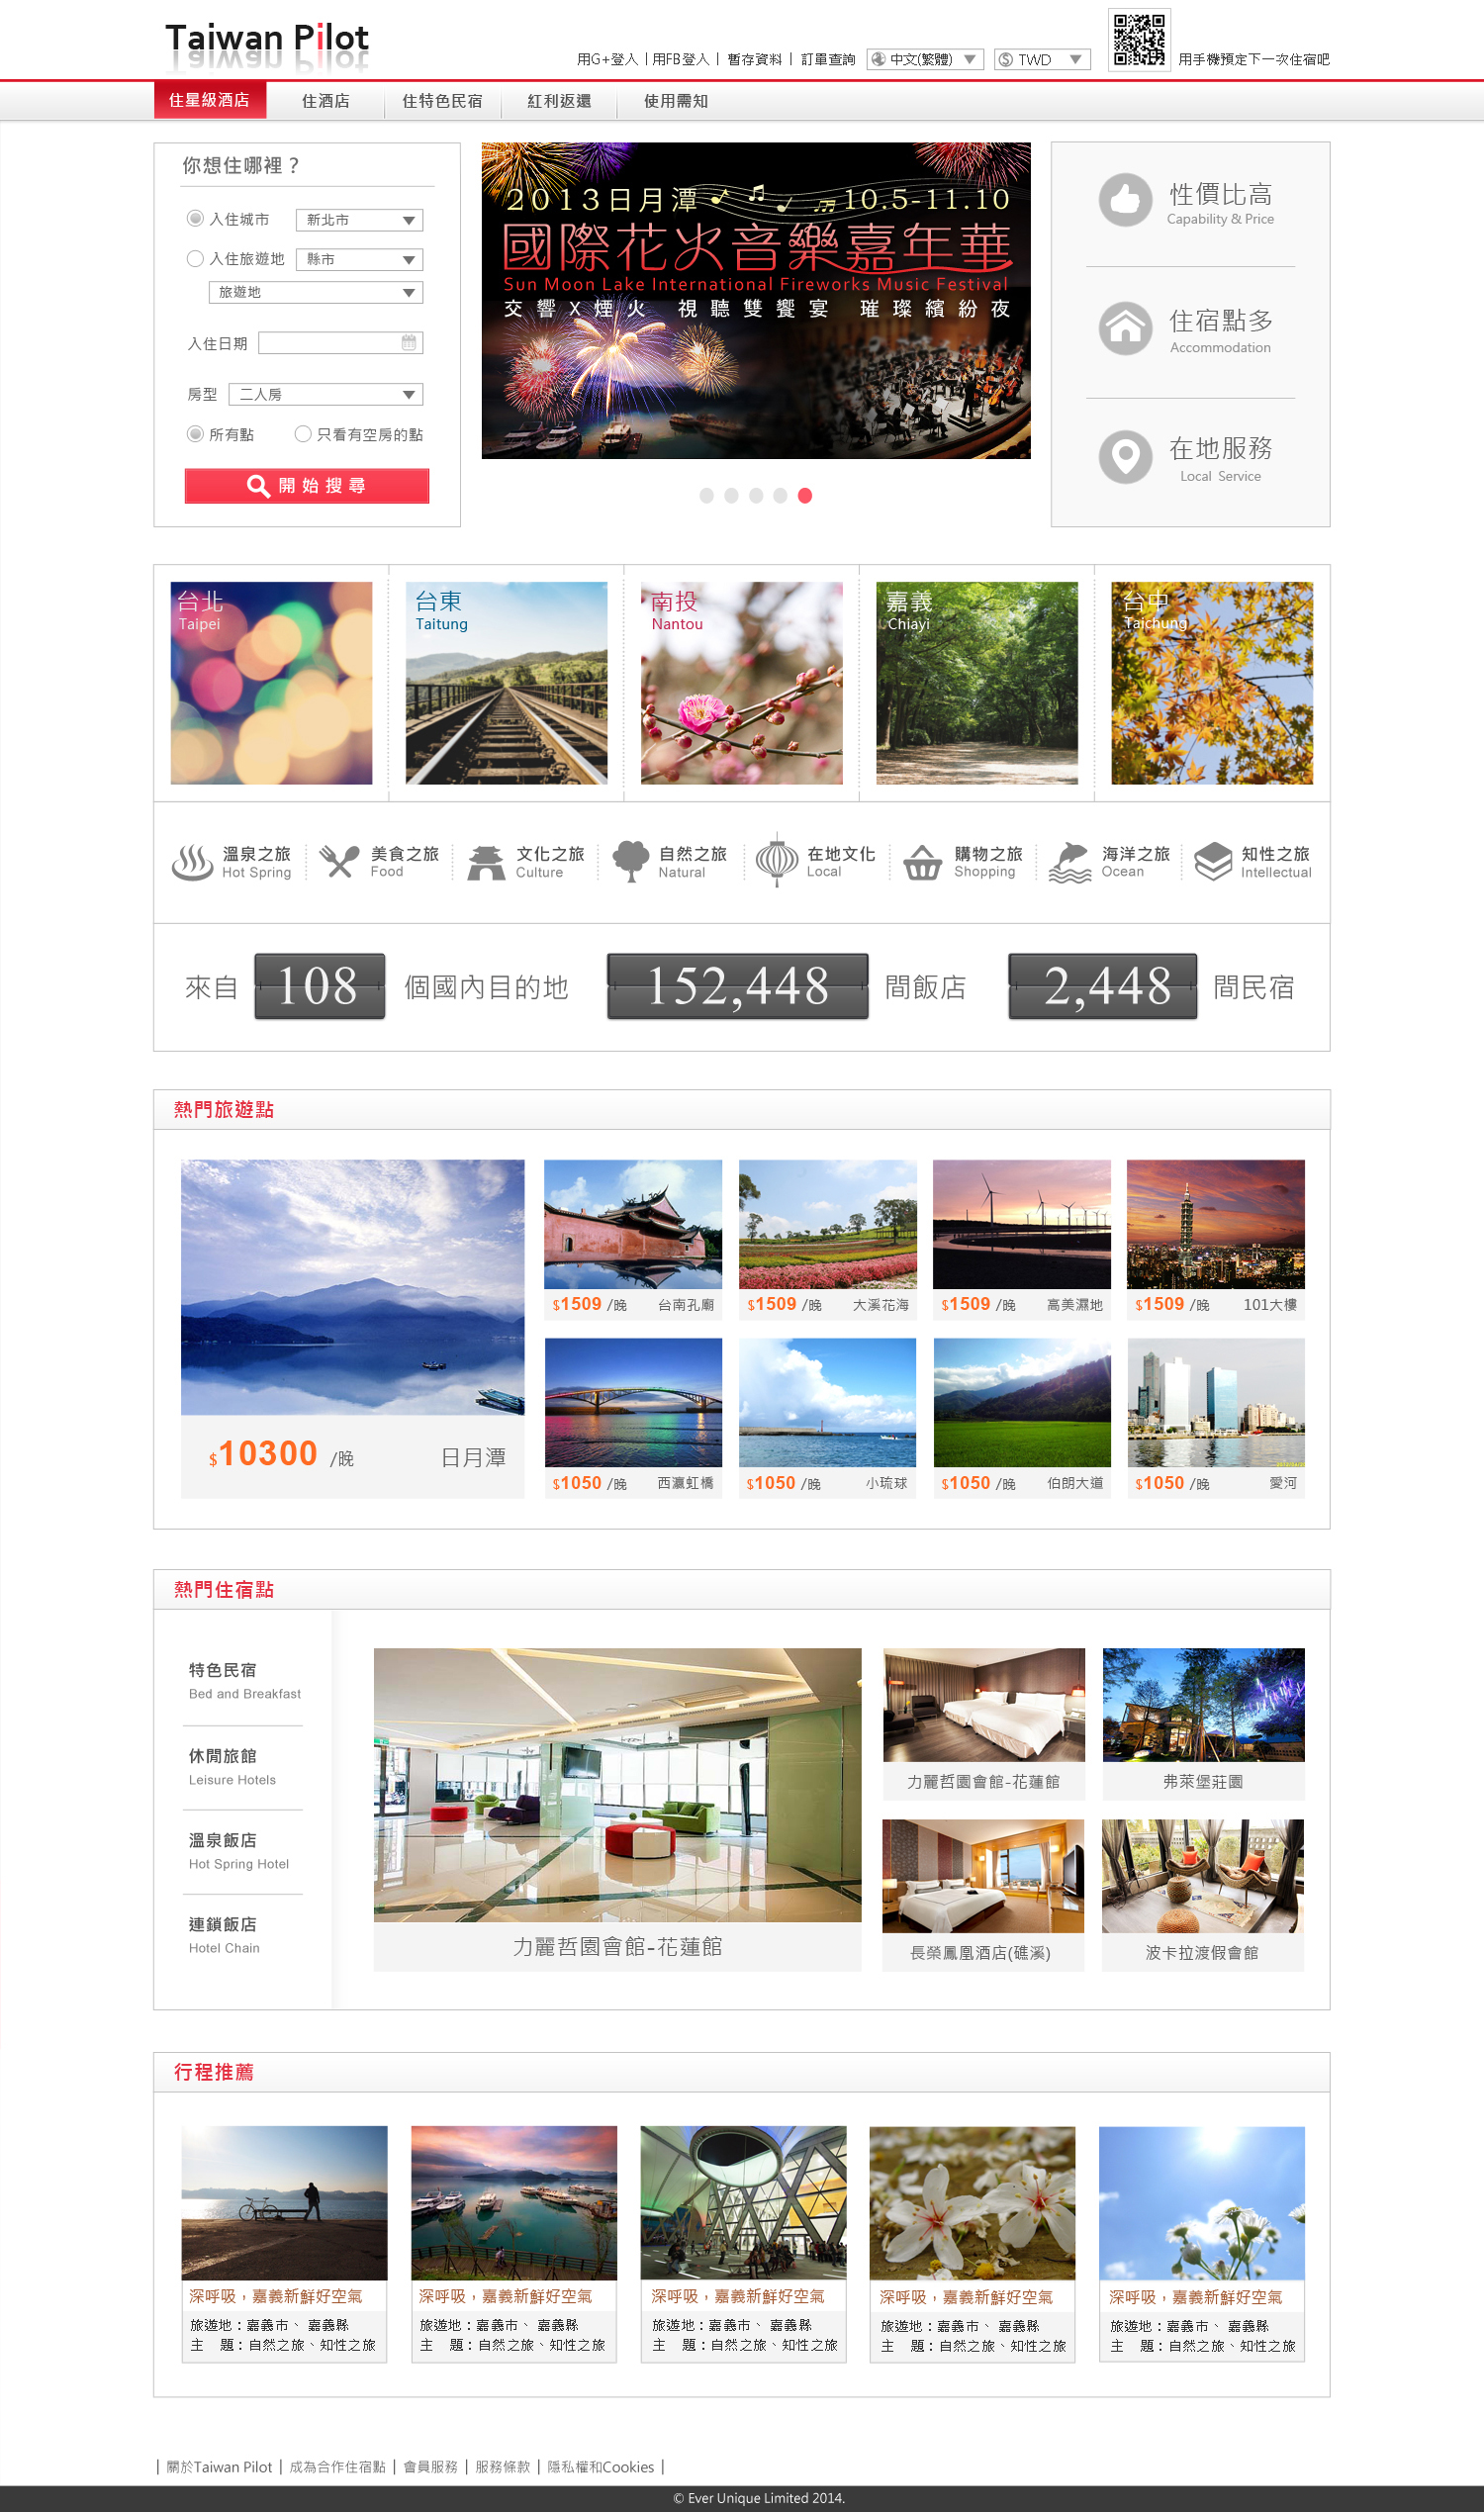 Taiwan Pilot
用G+登入 | 用FB登入 | 暫存資料 | 訂單查詢 中文(繁體) TWD 用手機預定下一次住宿吧
住星級酒店 住酒店 住特色民宿 紅利返還 使用需知
你想住哪裡？
入住城市 新北市
入住旅遊地 縣市
旅遊地
入住日期
房型 二人房
所有點 只看有空房的點
開始搜尋
2013日月潭 10.5-11.10
國際花火音樂嘉年華
Sun Moon Lake International Fireworks Music Festival
交響X煙火 視聽雙饗宴 璀璨繽紛夜
性價比高
Capability & Price
住宿點多
Accommodation
在地服務
Local Service
台北
Taipei
台東
Taitung
南投
Nantou
嘉義
Chiayi
台中
Taichung
溫泉之旅
Hot Spring
美食之旅
Food
文化之旅
Culture
自然之旅
Natural
在地文化
Local
購物之旅
Shopping
海洋之旅
Ocean
知性之旅
Intellectual
來自 108 個國內目的地 152,448 間飯店 2,448 間民宿
熱門旅遊點
$10300 /晚 日月潭
$1509 /晚 台南孔廟
$1509 /晚 大溪花海
$1509 /晚 高美濕地
$1509 /晚 101大樓
$1050 /晚 西瀛虹橋
$1050 /晚 小琉球
$1050 /晚 伯朗大道
$1050 /晚 愛河
熱門住宿點
特色民宿
Bed and Breakfast
休閒旅館
Leisure Hotels
溫泉飯店
Hot Spring Hotel
連鎖飯店
Hotel Chain
力麗哲園會館-花蓮館
力麗哲園會館-花蓮館
弗萊堡莊園
長榮鳳凰酒店(礁溪)
波卡拉渡假會館
行程推薦
深呼吸，嘉義新鮮好空氣
旅遊地：嘉義市、嘉義縣
主 題：自然之旅、知性之旅
深呼吸，嘉義新鮮好空氣
旅遊地：嘉義市、嘉義縣
主 題：自然之旅、知性之旅
深呼吸，嘉義新鮮好空氣
旅遊地：嘉義市、嘉義縣
主 題：自然之旅、知性之旅
深呼吸，嘉義新鮮好空氣
旅遊地：嘉義市、嘉義縣
主 題：自然之旅、知性之旅
深呼吸，嘉義新鮮好空氣
旅遊地：嘉義市、嘉義縣
主 題：自然之旅、知性之旅
| 關於Taiwan Pilot | 成為合作住宿點 | 會員服務 | 服務條款 | 隱私權和Cookies |
© Ever Unique Limited 2014.